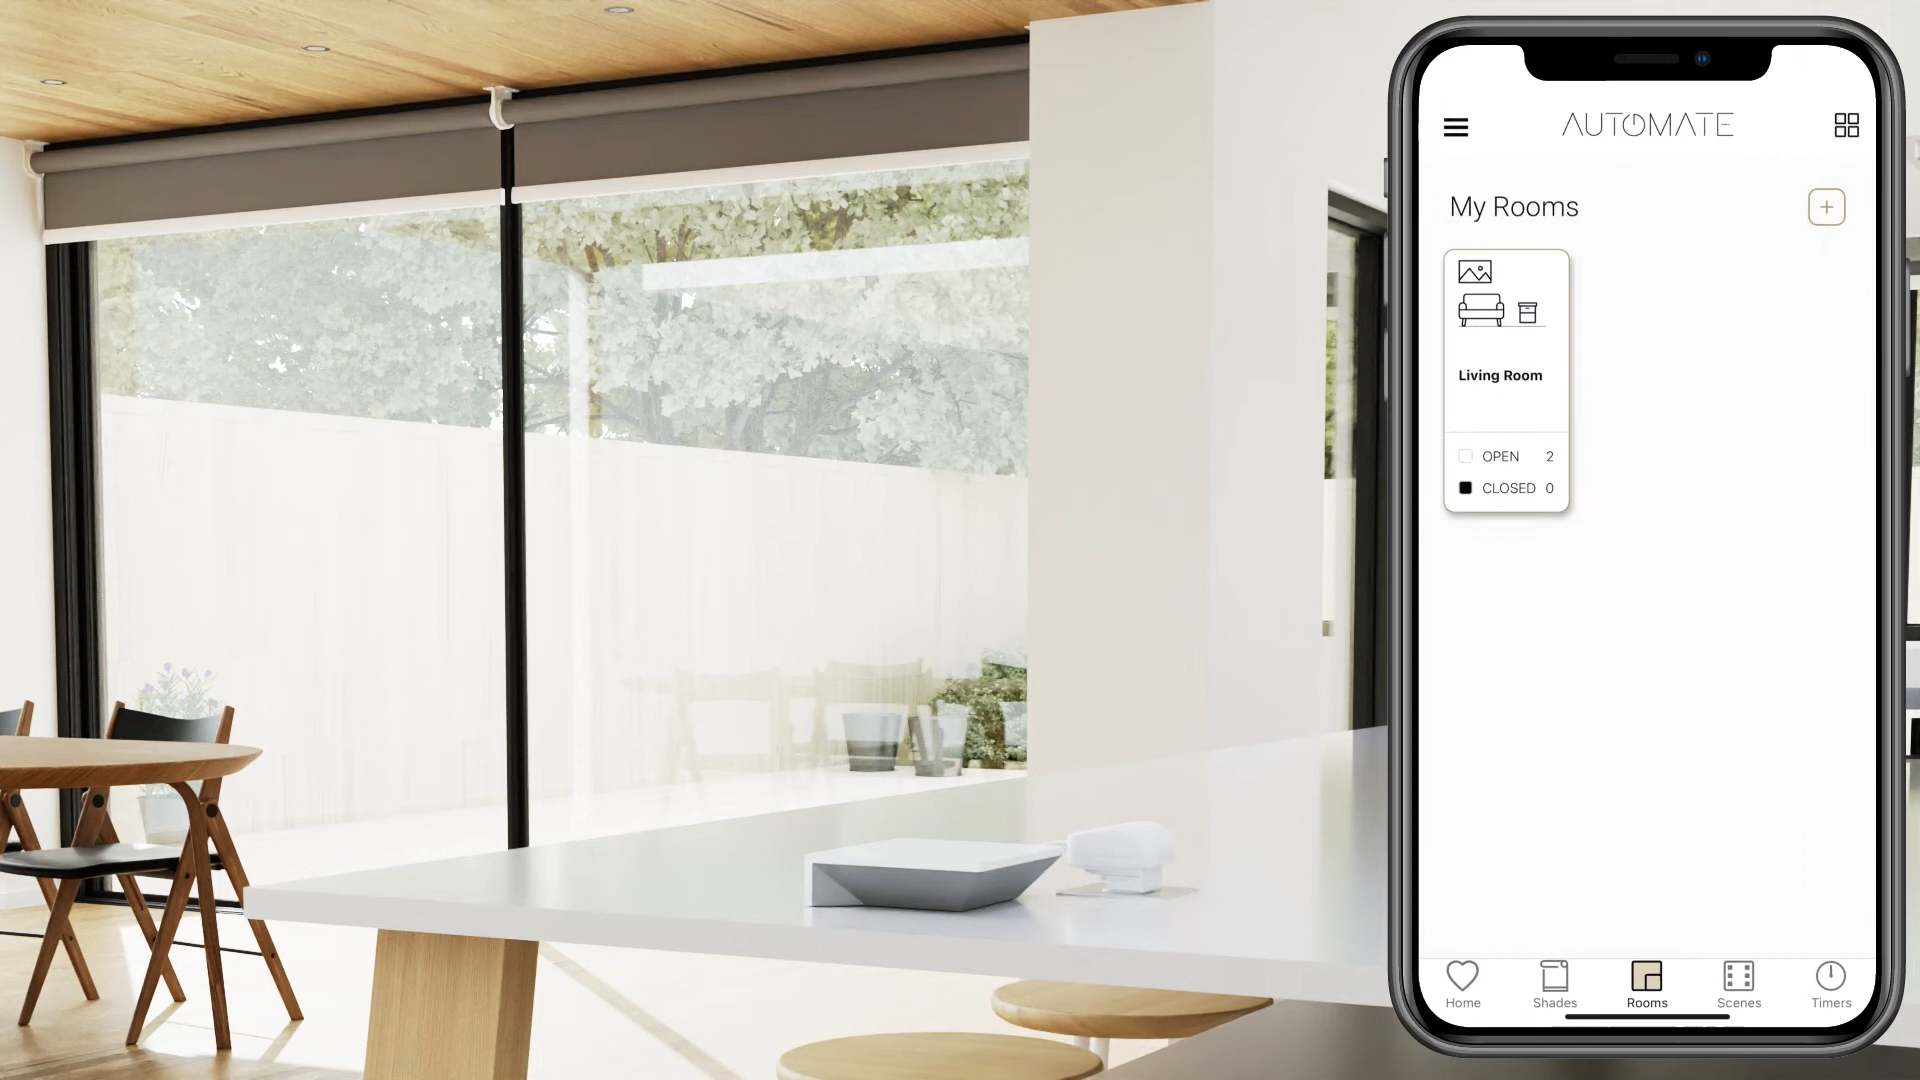 AUTOMATE
My Rooms
+
Living Room
OPEN 2
CLOSED 0
Home
Shades
Rooms
Scenes
Timers